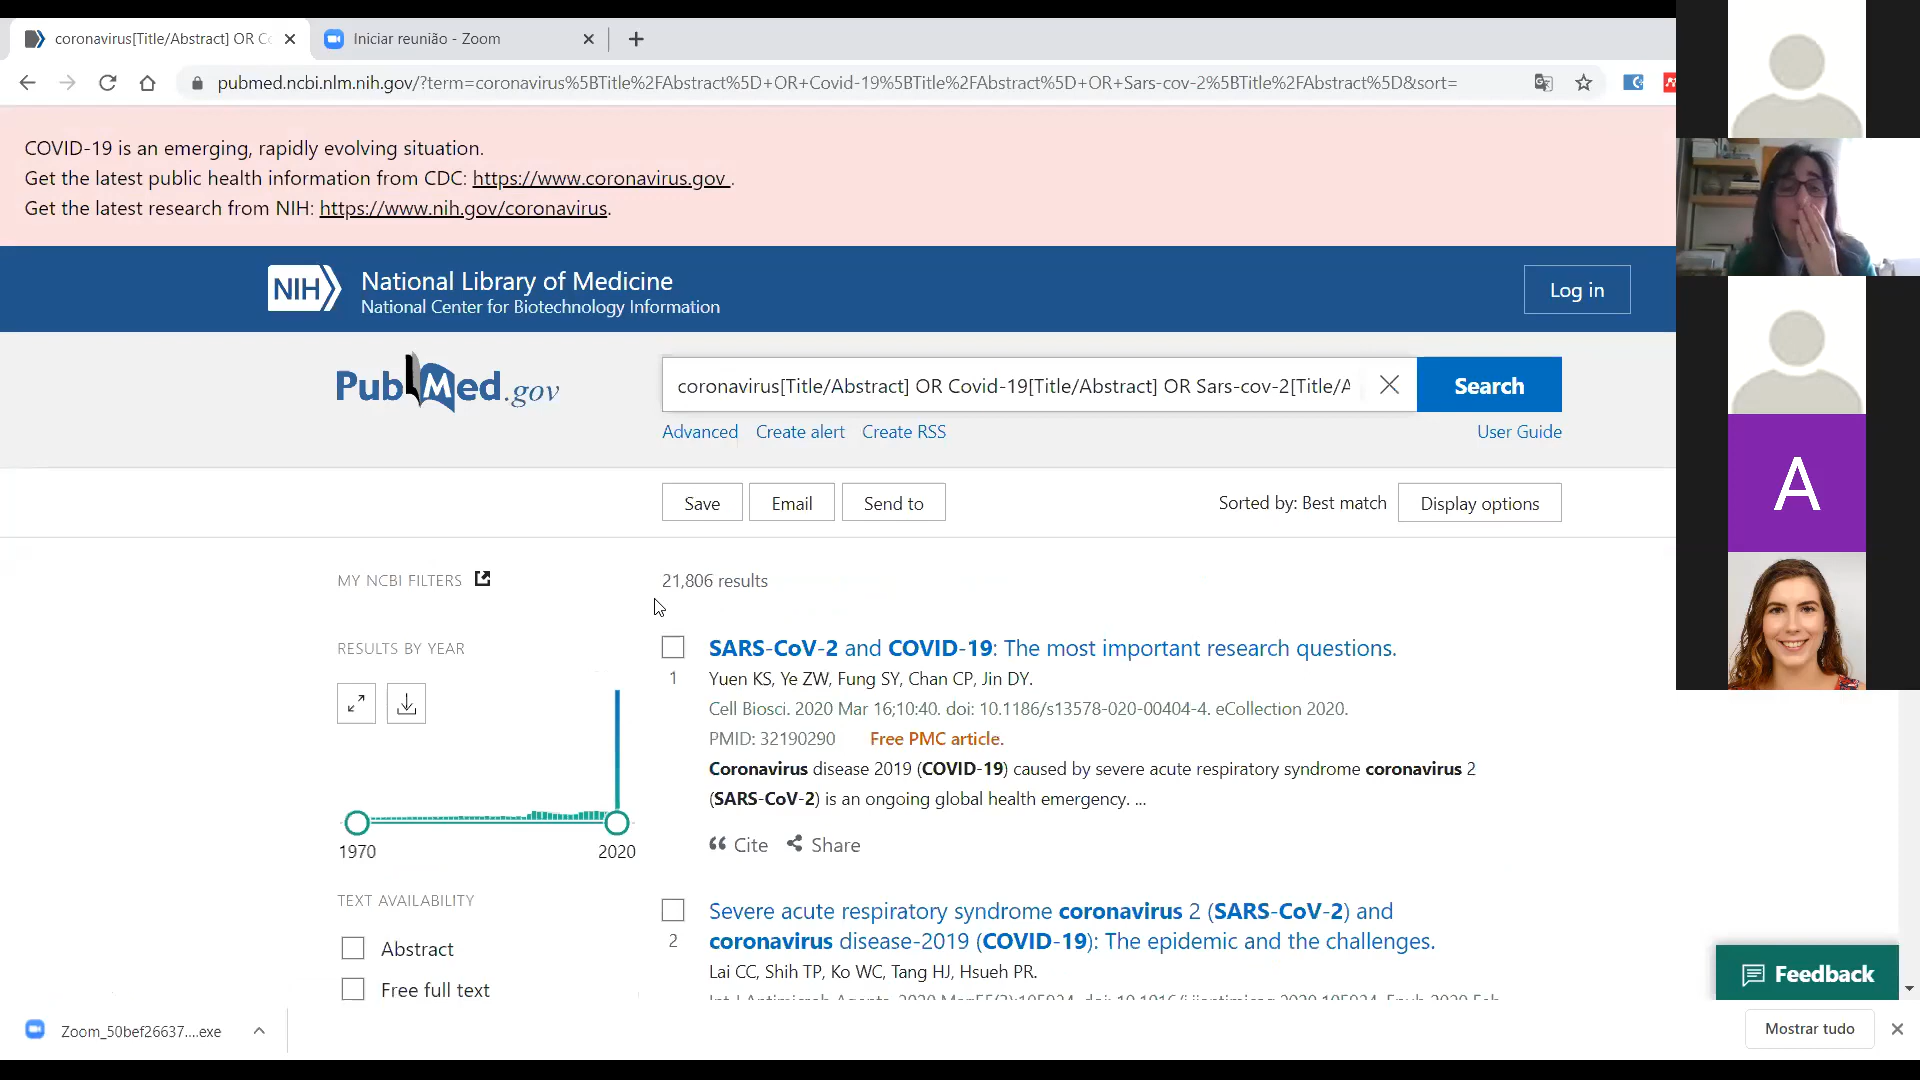 coronavirus[Title/Abstract] OR Co
Iniciar reunião - Zoom
pubmed.ncbi.nlm.nih.gov/?term=coronavirus%5BTitle%2FAbstract%5D+OR+Covid-19%5BTitle%2FAbstract%5D+OR+Sars-cov-2%5BTitle%2FAbstract%5D&sort=
COVID-19 is an emerging, rapidly evolving situation.
Get the latest public health information from CDC: https://www.coronavirus.gov .
Get the latest research from NIH: https://www.nih.gov/coronavirus.
NIH
National Library of Medicine
National Center for Biotechnology Information
Log in
PubMed.gov
coronavirus[Title/Abstract] OR Covid-19[Title/Abstract] OR Sars-cov-2[Title/A
Search
Advanced
Create alert
Create RSS
User Guide
Save
Email
Send to
Sorted by: Best match
Display options
MY NCBI FILTERS
21,806 results
RESULTS BY YEAR
1970
2020
TEXT AVAILABILITY
Abstract
Free full text
SARS-CoV-2 and COVID-19: The most important research questions.
1
Yuen KS, Ye ZW, Fung SY, Chan CP, Jin DY.
Cell Biosci. 2020 Mar 16;10:40. doi: 10.1186/s13578-020-00404-4. eCollection 2020.
PMID: 32190290 Free PMC article.
Coronavirus disease 2019 (COVID-19) caused by severe acute respiratory syndrome coronavirus 2
(SARS-CoV-2) is an ongoing global health emergency. ...
Cite
Share
Severe acute respiratory syndrome coronavirus 2 (SARS-CoV-2) and
2
coronavirus disease-2019 (COVID-19): The epidemic and the challenges.
Lai CC, Shih TP, Ko WC, Tang HJ, Hsueh PR.
A
Feedback
Zoom_50bef26637....exe
Mostrar tudo